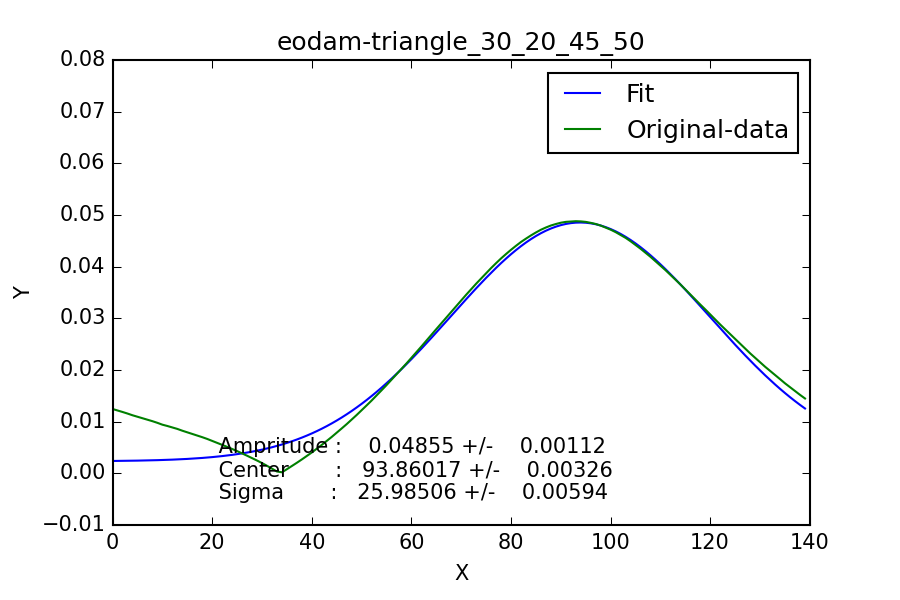 eodam-triangle_30_20_45_50
Fit
Original-data
0.08
0.07
0.06
0.05
0.04
0.03
0.02
0.01
0.00
−0.01
Y
Ampritude : 0.04855 +/- 0.00112
Center : 93.86017 +/- 0.00326
Sigma : 25.98506 +/- 0.00594
0 20 40 60 80 100 120 140
X